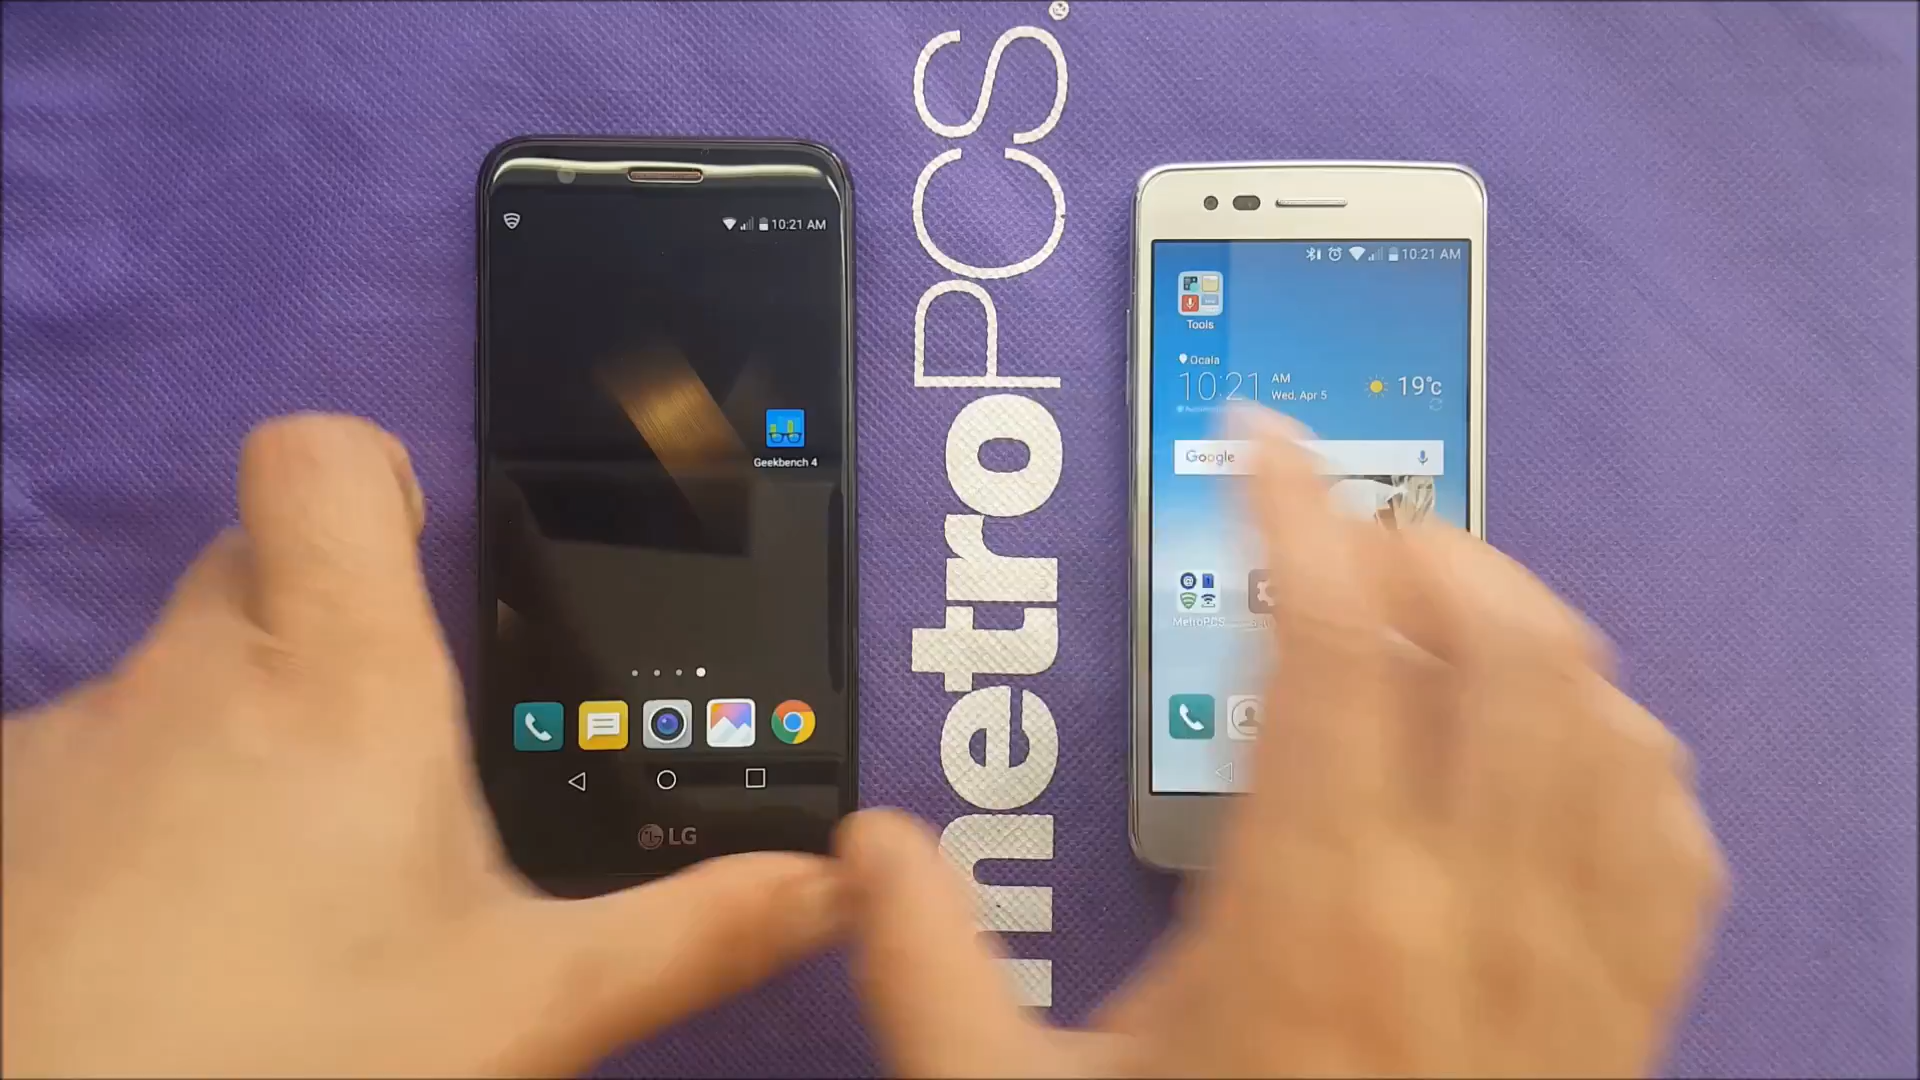 metroPCS.
10:21 AM
Geekbench 4
LG
10:21 AM
Tools
Ocala
10:21
AM
Wed, Apr 5
19°c
Google
MetroPCS